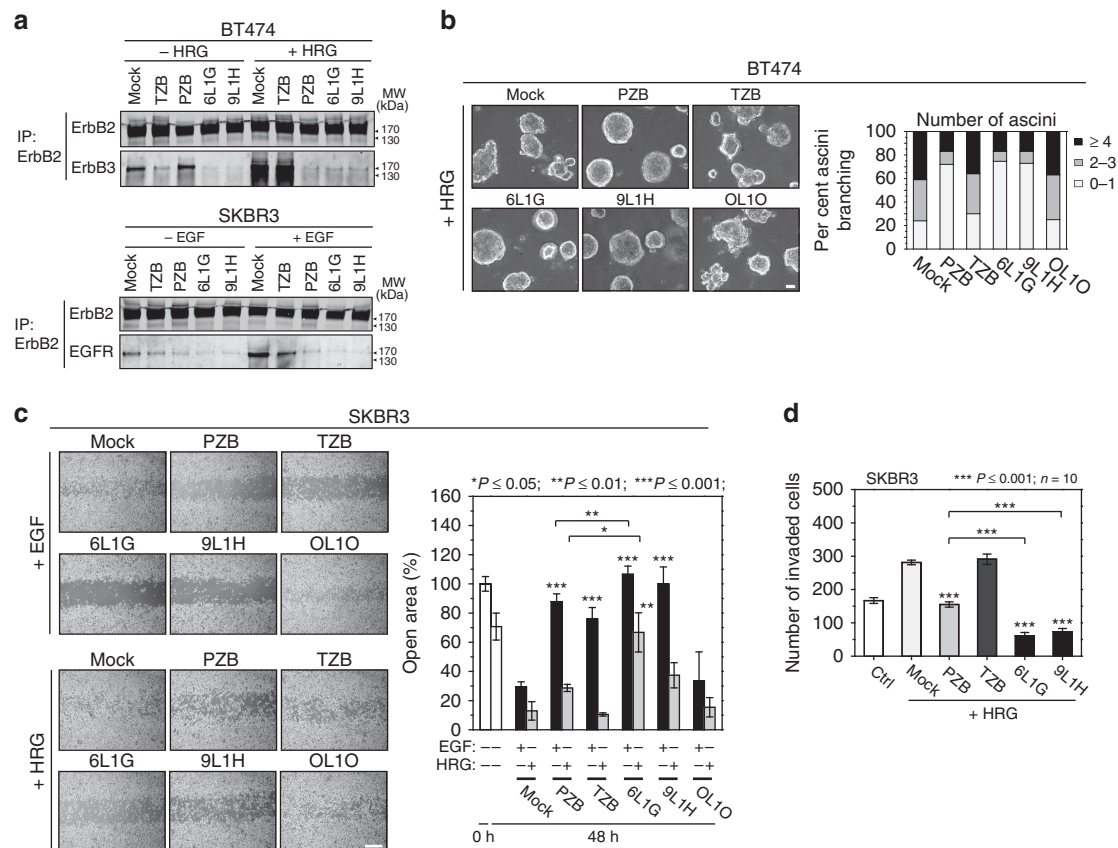 a
BT474
– HRG + HRG
Mock TZB PZB 6L1G 9L1H Mock TZB PZB 6L1G 9L1H
MW (kDa)
IP: ErbB2
ErbB2
170
130
ErbB3
170
130
SKBR3
– EGF + EGF
Mock TZB PZB 6L1G 9L1H Mock TZB PZB 6L1G 9L1H
MW (kDa)
IP: ErbB2
ErbB2
170
130
EGFR
170
130
b
BT474
+ HRG
Mock PZB TZB
6L1G 9L1H OL1O
Number of ascini
Per cent ascini branching
100
80
60
40
20
0
≥ 4
2–3
0–1
Mock PZB TZB 6L1G 9L1H OL1O
c
SKBR3
+ EGF
Mock PZB TZB
6L1G 9L1H OL1O
+ HRG
Mock PZB TZB
6L1G 9L1H OL1O
*P ≤ 0.05; **P ≤ 0.01; ***P ≤ 0.001;
Open area (%)
160
140
120
100
80
60
40
20
0
**
*
*** *** *** ** ***
EGF: – – + – + – + – + – + – + –
HRG: – – – + – + – + – + – + – +
Mock PZB TZB 6L1G 9L1H OL1O
0 h 48 h
d
SKBR3 *** P ≤ 0.001; n = 10
Number of invaded cells
500
400
300
200
100
0
***
***
*** *** ***
Ctrl Mock PZB TZB 6L1G 9L1H
+ HRG